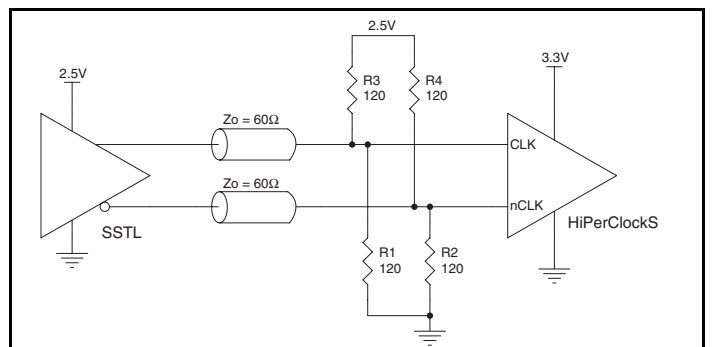 2.5V
2.5V
3.3V
R3
120
R4
120
Zo = 60Ω
CLK
Zo = 60Ω
nCLK
SSTL
HiPerClockS
R1
120
R2
120